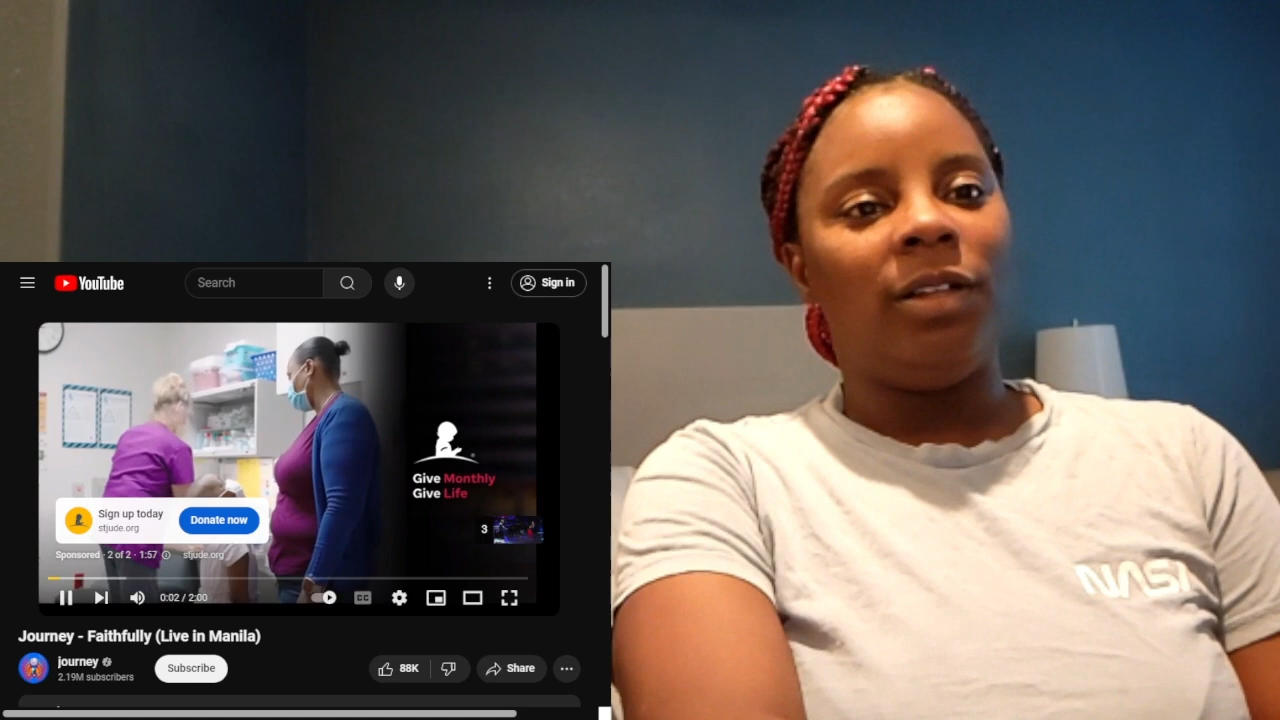 YouTube
Search
Sign in
Give Monthly
Give Life
Sign up today
stjude.org
Donate now
3
Sponsored · 2 of 2 · 1:57
stjude.org
CC
0:02 / 2:00
Journey - Faithfully (Live in Manila)
journey
2.19M subscribers
Subscribe
88K
Share
NASA